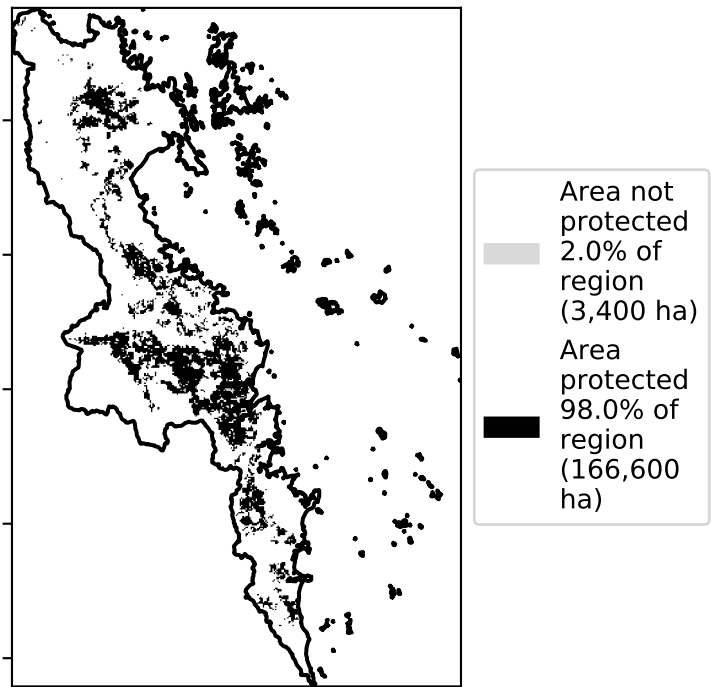 Area not
protected
2.0% of
region
(3,400 ha)
Area
protected
98.0% of
region
(166,600
ha)